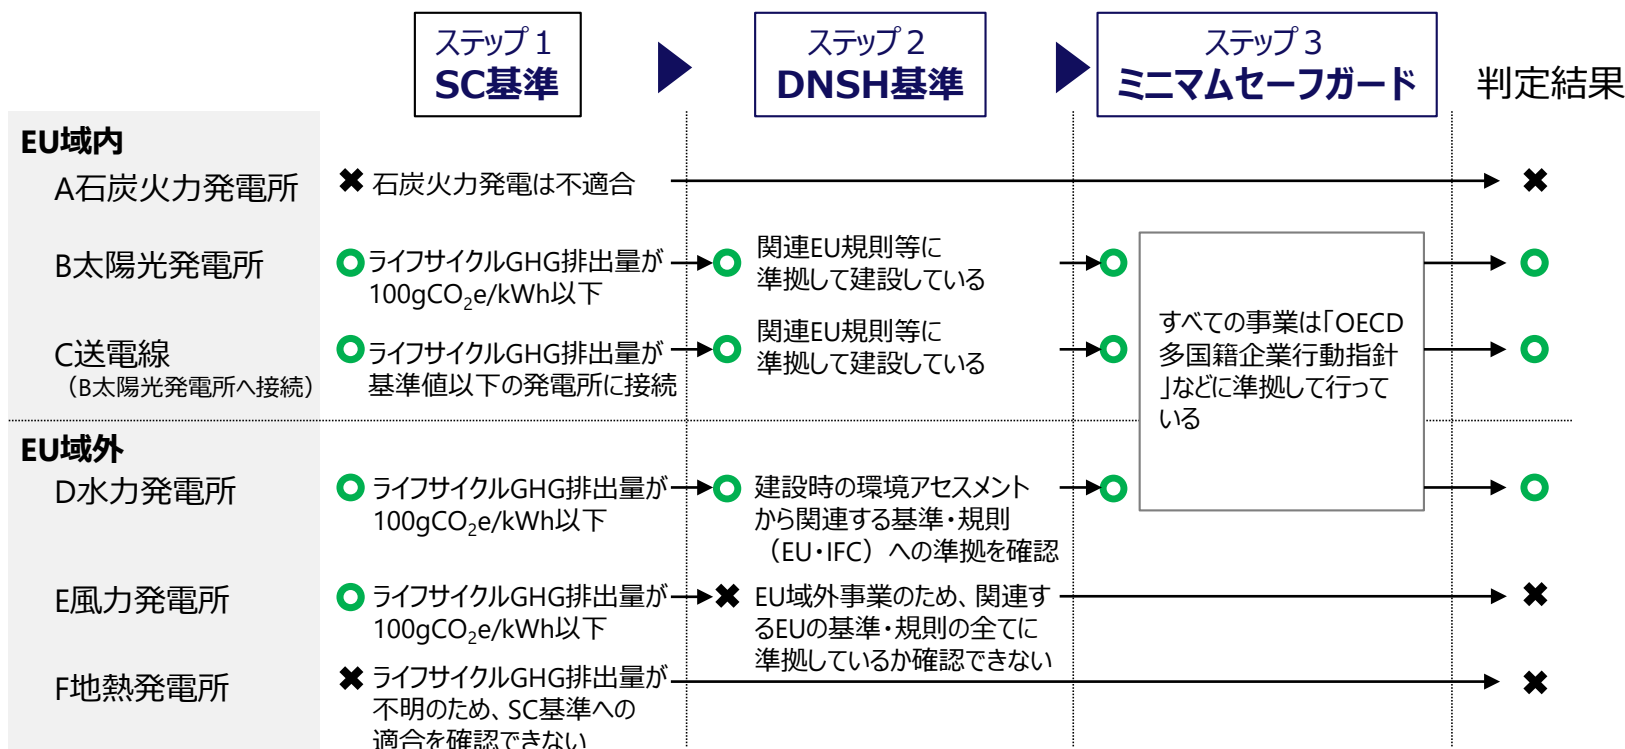 ステップ1
SC基準
ステップ2
DNSH基準
ステップ3
ミニマムセーフガード
判定結果
EU域内
A石炭火力発電所
石炭火力発電は不適合
B太陽光発電所
ライフサイクルGHG排出量が
100gCO₂e/kWh以下
関連EU規則等に
準拠して建設している
C送電線
（B太陽光発電所へ接続）
ライフサイクルGHG排出量が
基準値以下の発電所に接続
関連EU規則等に
準拠して建設している
すべての事業は「OECD
多国籍企業行動指針
」などに準拠して行って
いる
EU域外
D水力発電所
ライフサイクルGHG排出量が
100gCO₂e/kWh以下
建設時の環境アセスメント
から関連する基準・規則
（EU・IFC）への準拠を確認
E風力発電所
ライフサイクルGHG排出量が
100gCO₂e/kWh以下
EU域外事業のため、関連す
るEUの基準・規則の全てに
準拠しているか確認できない
F地熱発電所
ライフサイクルGHG排出量が
不明のため、SC基準への
適合を確認できない